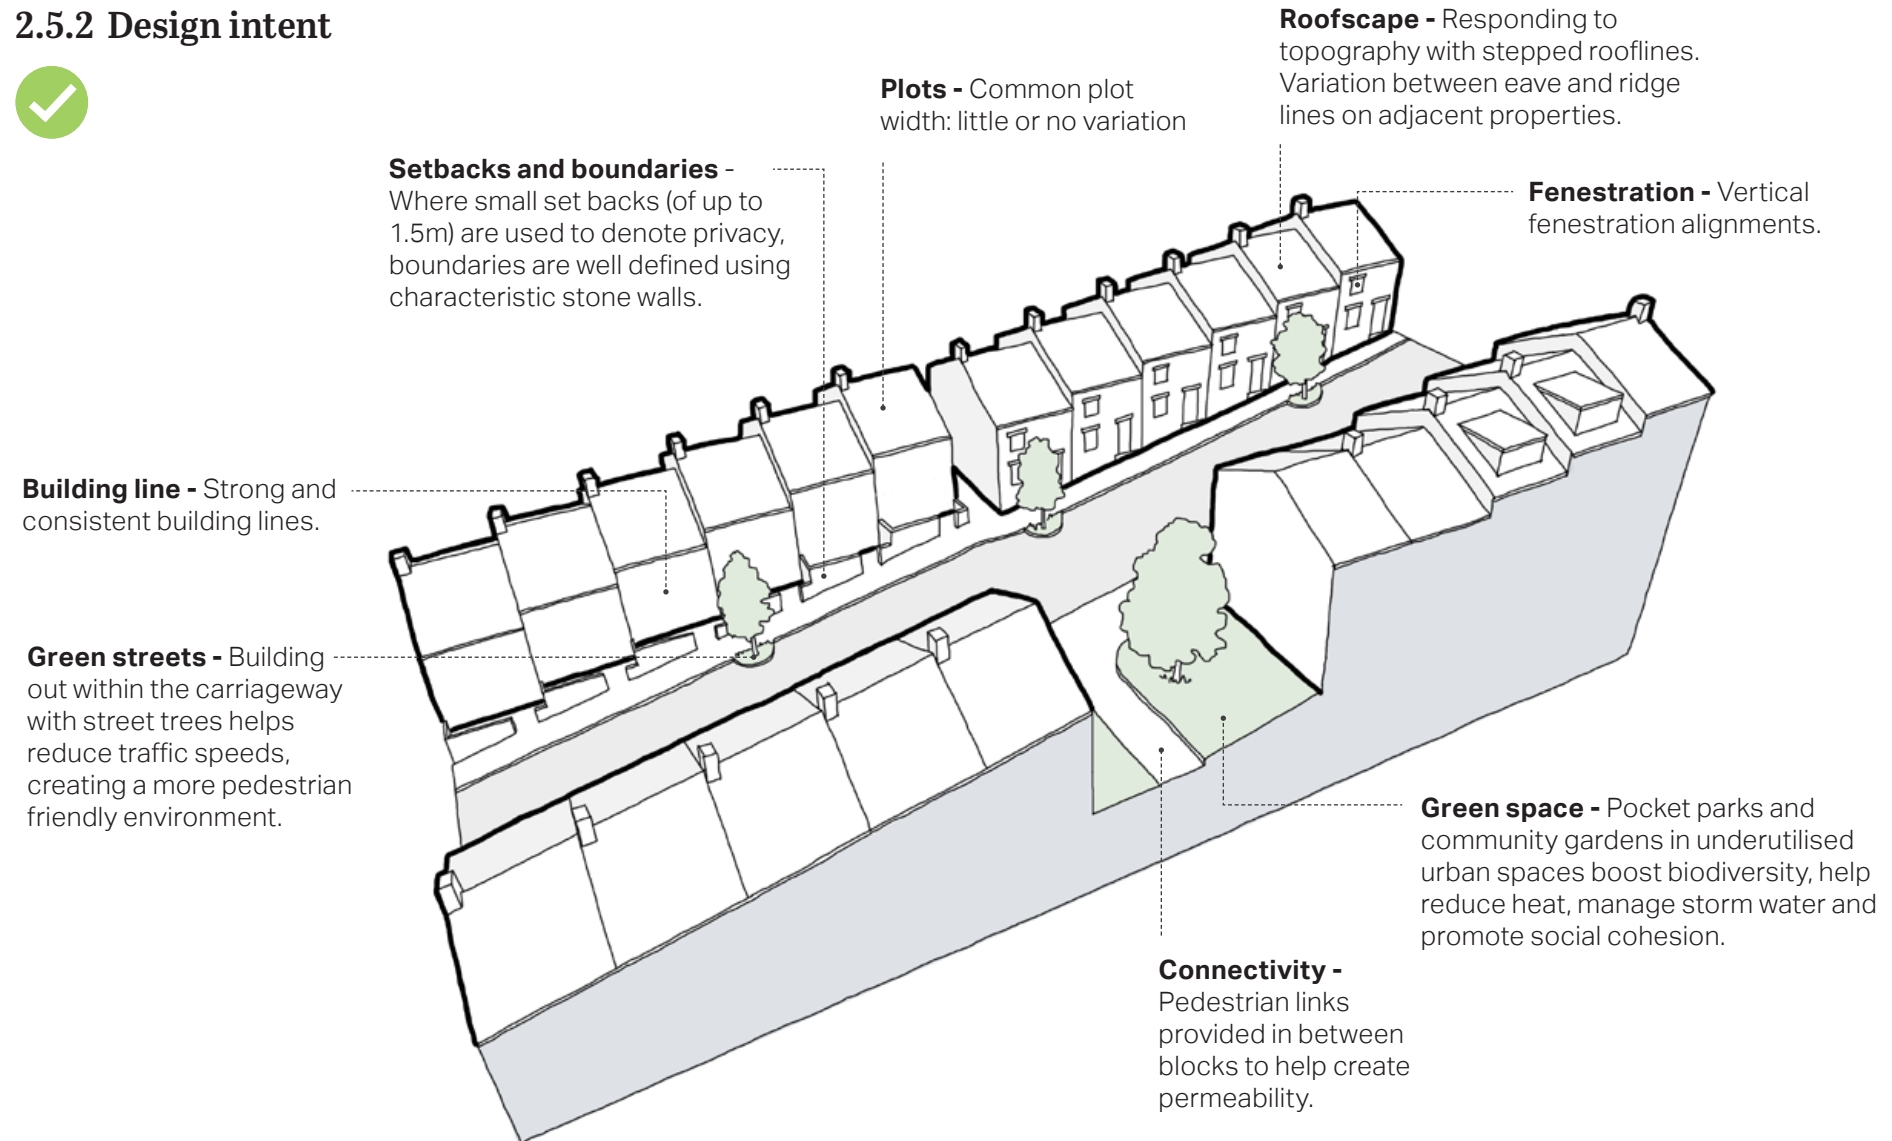 2.5.2 Design intent
Roofscape - Responding to
topography with stepped rooflines.
Variation between eave and ridge
lines on adjacent properties.
Plots - Common plot
width: little or no variation
Setbacks and boundaries -
Where small set backs (of up to
1.5m) are used to denote privacy,
boundaries are well defined using
characteristic stone walls.
Fenestration - Vertical
fenestration alignments.
Building line - Strong and
consistent building lines.
Green streets - Building
out within the carriageway
with street trees helps
reduce traffic speeds,
creating a more pedestrian
friendly environment.
Green space - Pocket parks and
community gardens in underutilised
urban spaces boost biodiversity, help
reduce heat, manage storm water and
promote social cohesion.
Connectivity -
Pedestrian links
provided in between
blocks to help create
permeability.